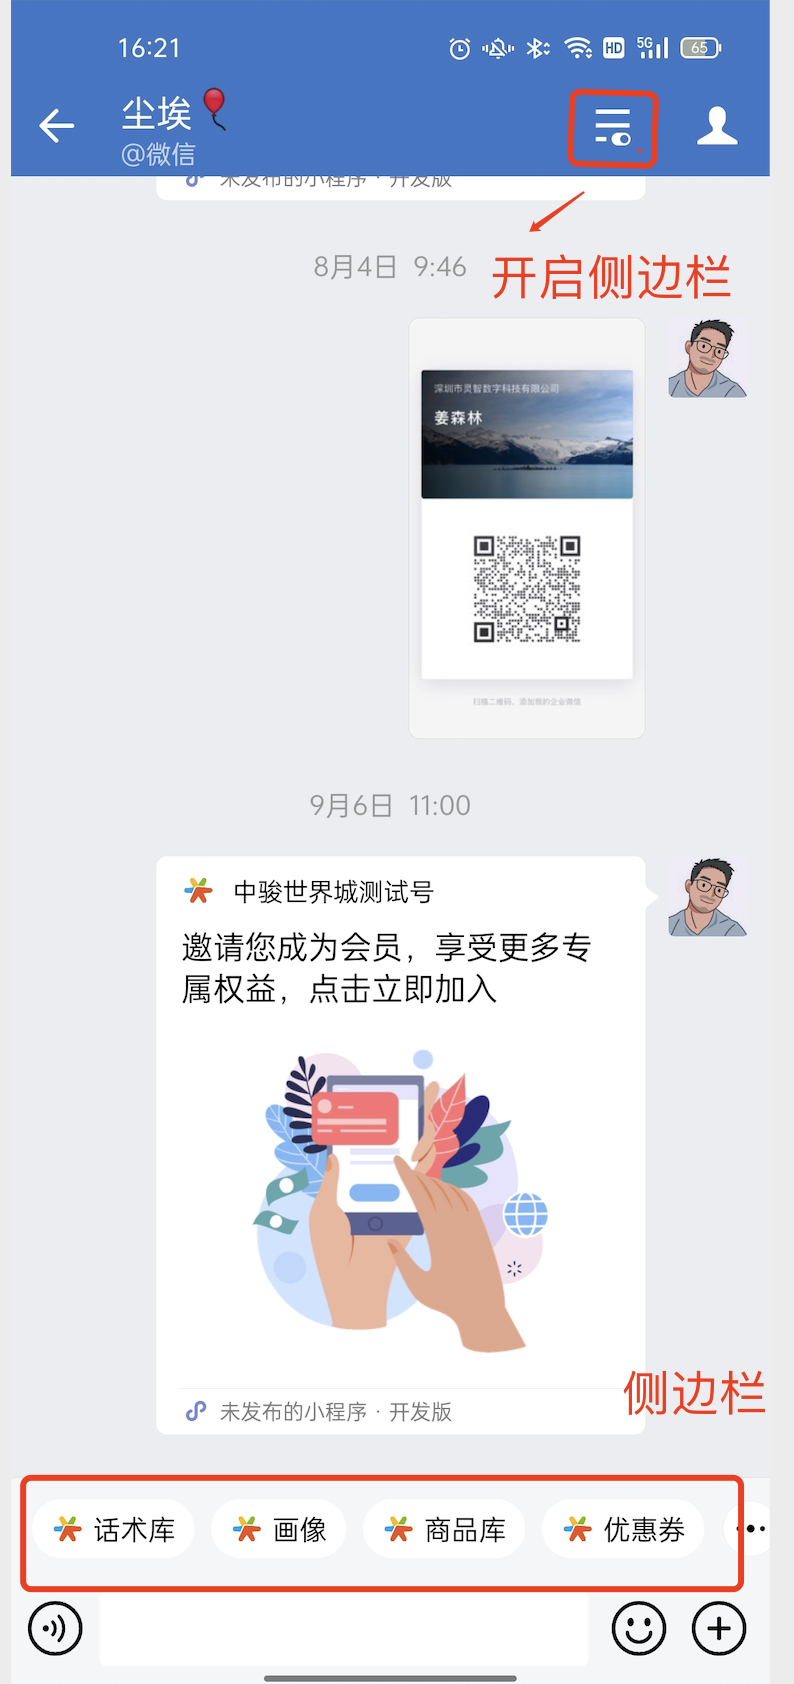 16:21
HD
5G
65
尘埃
@微信
未发布的小程序 · 开发版
8月4日 9:46
开启侧边栏
深圳市灵智数字科技有限公司
姜森林
扫描二维码，添加我的企业微信
9月6日 11:00
中骏世界城测试号
邀请您成为会员，享受更多专
属权益，点击立即加入
未发布的小程序 · 开发版
侧边栏
话术库
画像
商品库
优惠券